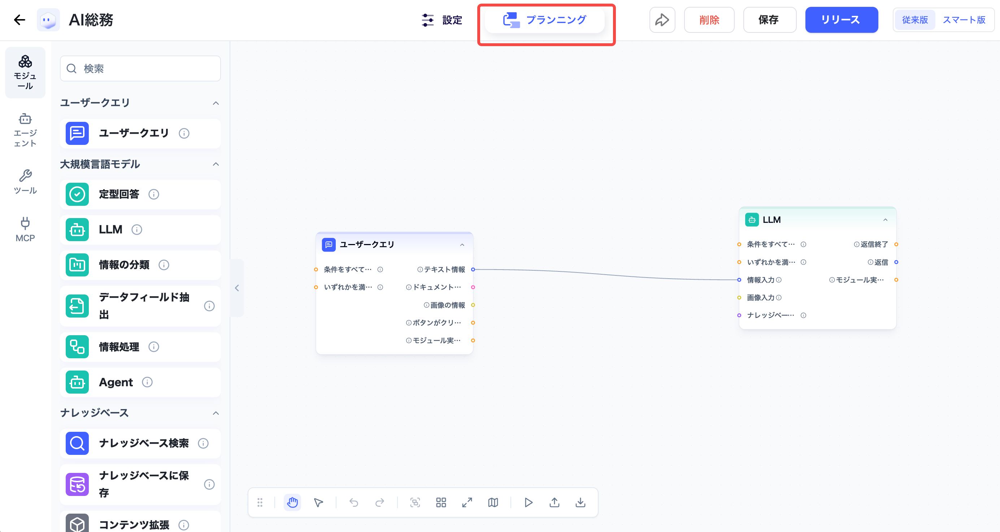 AI総務
設定
プランニング
削除
保存
リリース
従来版
スマート版
モジュ
ール
エージ
ェント
ツール
MCP
検索
ユーザークエリ
ユーザークエリ
大規模言語モデル
定型回答
LLM
情報の分類
データフィールド抽
出
情報処理
Agent
ナレッジベース
ナレッジベース検索
ナレッジベースに保
存
コンテンツ拡張
ユーザークエリ
条件をすべて… テキスト情報
いずれかを満… ドキュメント…
画像の情報
ボタンがクリ…
モジュール実…
LLM
条件をすべて… 返信終了
いずれかを満… 返信
情報入力 モジュール実…
画像入力
ナレッジベー…